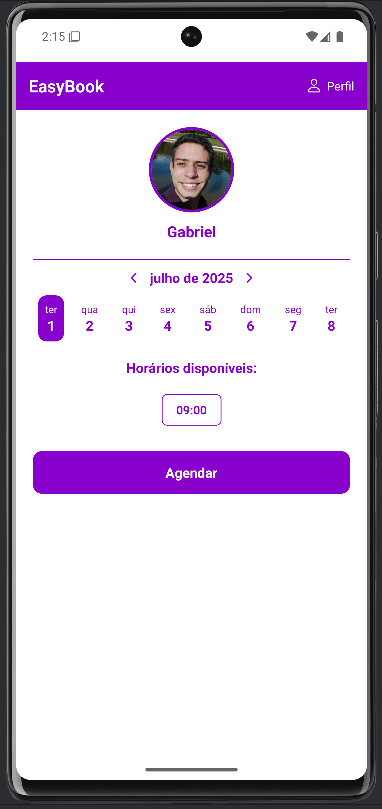 2:15
EasyBook
Perfil
Gabriel
julho de 2025
ter qua qui sex sáb dom seg ter
1 2 3 4 5 6 7 8
Horários disponíveis:
09:00
Agendar